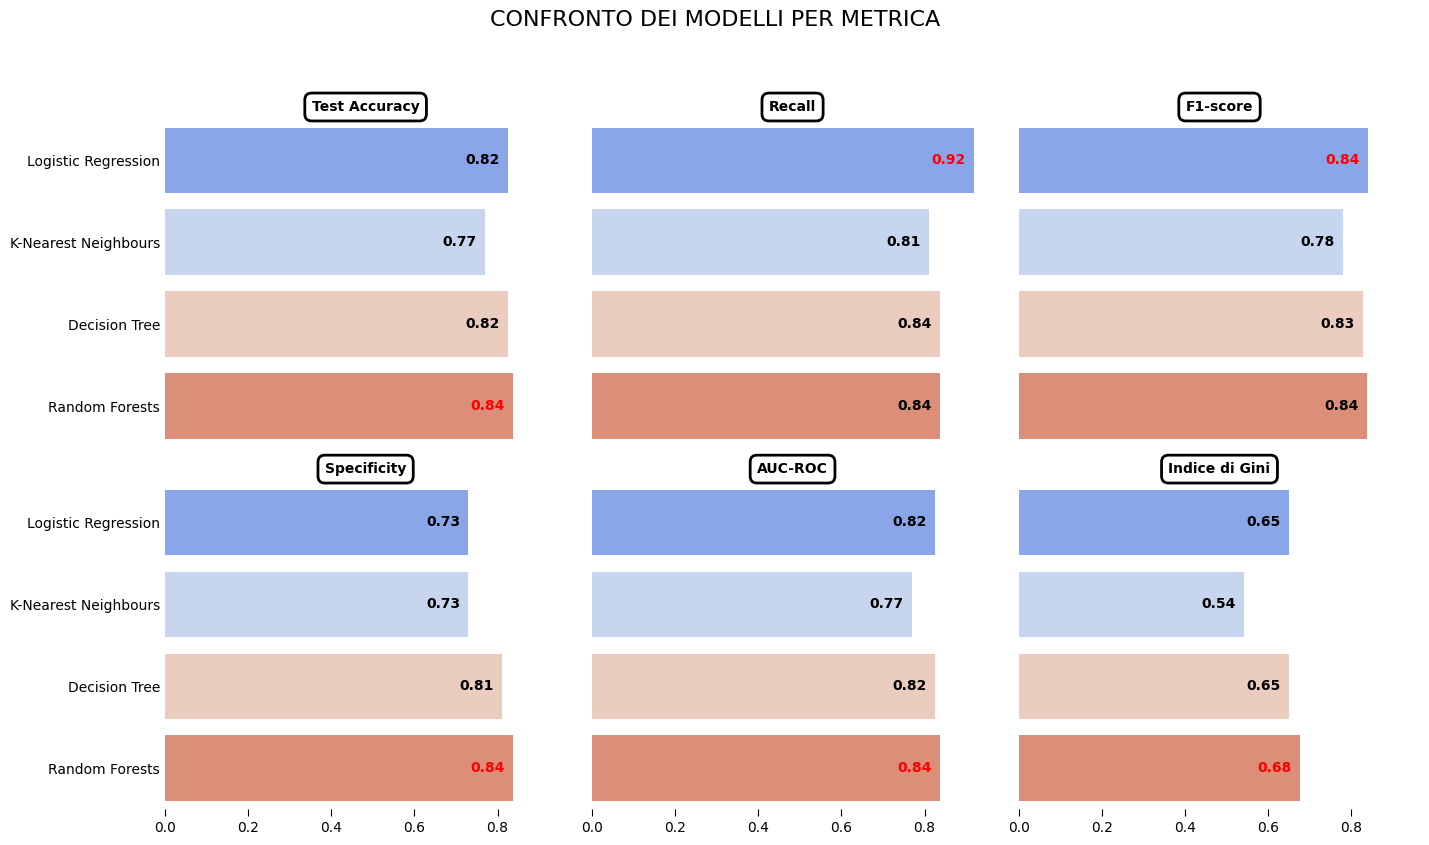 CONFRONTO DEI MODELLI PER METRICA
Test Accuracy
Recall
F1-score
Logistic Regression
0.82
0.92
0.84
K-Nearest Neighbours
0.77
0.81
0.78
Decision Tree
0.82
0.84
0.83
Random Forests
0.84
0.84
0.84
Specificity
AUC-ROC
Indice di Gini
Logistic Regression
0.73
0.82
0.65
K-Nearest Neighbours
0.73
0.77
0.54
Decision Tree
0.81
0.82
0.65
Random Forests
0.84
0.84
0.68
0.0 0.2 0.4 0.6 0.8
0.0 0.2 0.4 0.6 0.8
0.0 0.2 0.4 0.6 0.8